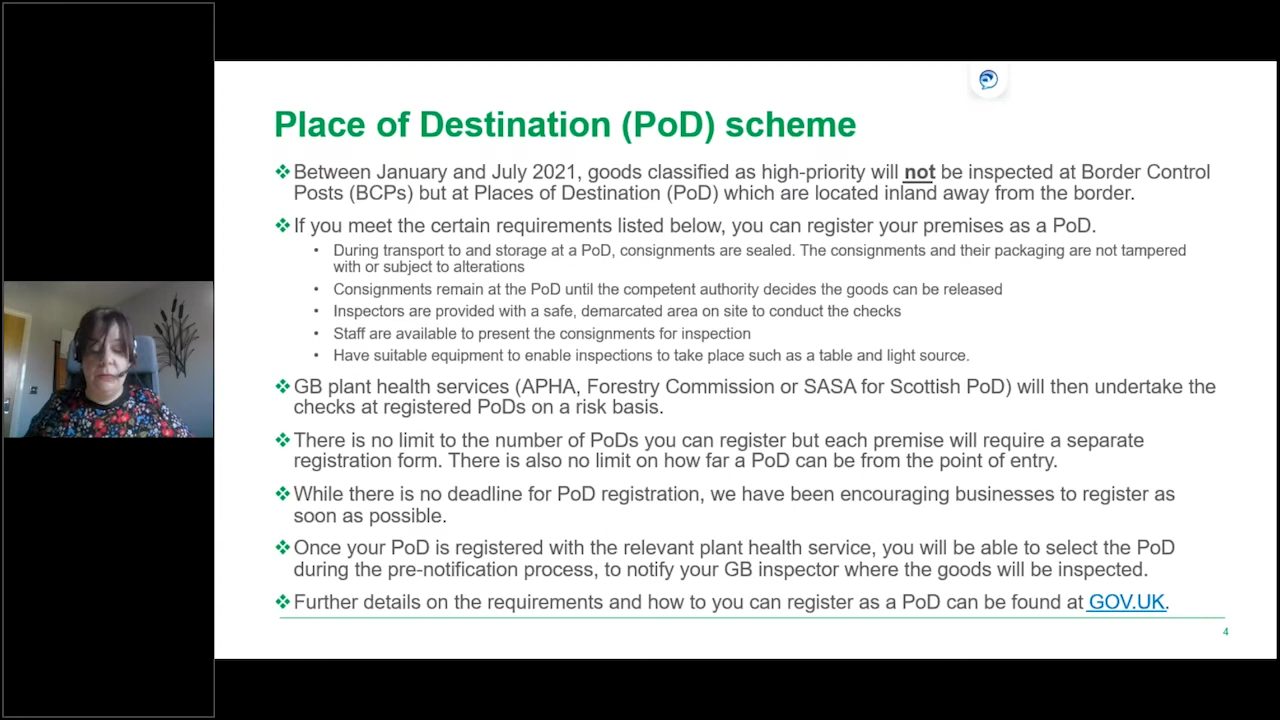 Place of Destination (PoD) scheme
Between January and July 2021, goods classified as high-priority will not be inspected at Border Control
Posts (BCPs) but at Places of Destination (PoD) which are located inland away from the border.
If you meet the certain requirements listed below, you can register your premises as a PoD.
During transport to and storage at a PoD, consignments are sealed. The consignments and their packaging are not tampered
with or subject to alterations
Consignments remain at the PoD until the competent authority decides the goods can be released
Inspectors are provided with a safe, demarcated area on site to conduct the checks
Staff are available to present the consignments for inspection
Have suitable equipment to enable inspections to take place such as a table and light source.
GB plant health services (APHA, Forestry Commission or SASA for Scottish PoD) will then undertake the
checks at registered PoDs on a risk basis.
There is no limit to the number of PoDs you can register but each premise will require a separate
registration form. There is also no limit on how far a PoD can be from the point of entry.
While there is no deadline for PoD registration, we have been encouraging businesses to register as
soon as possible.
Once your PoD is registered with the relevant plant health service, you will be able to select the PoD
during the pre-notification process, to notify your GB inspector where the goods will be inspected.
Further details on the requirements and how to you can register as a PoD can be found at GOV.UK.
4